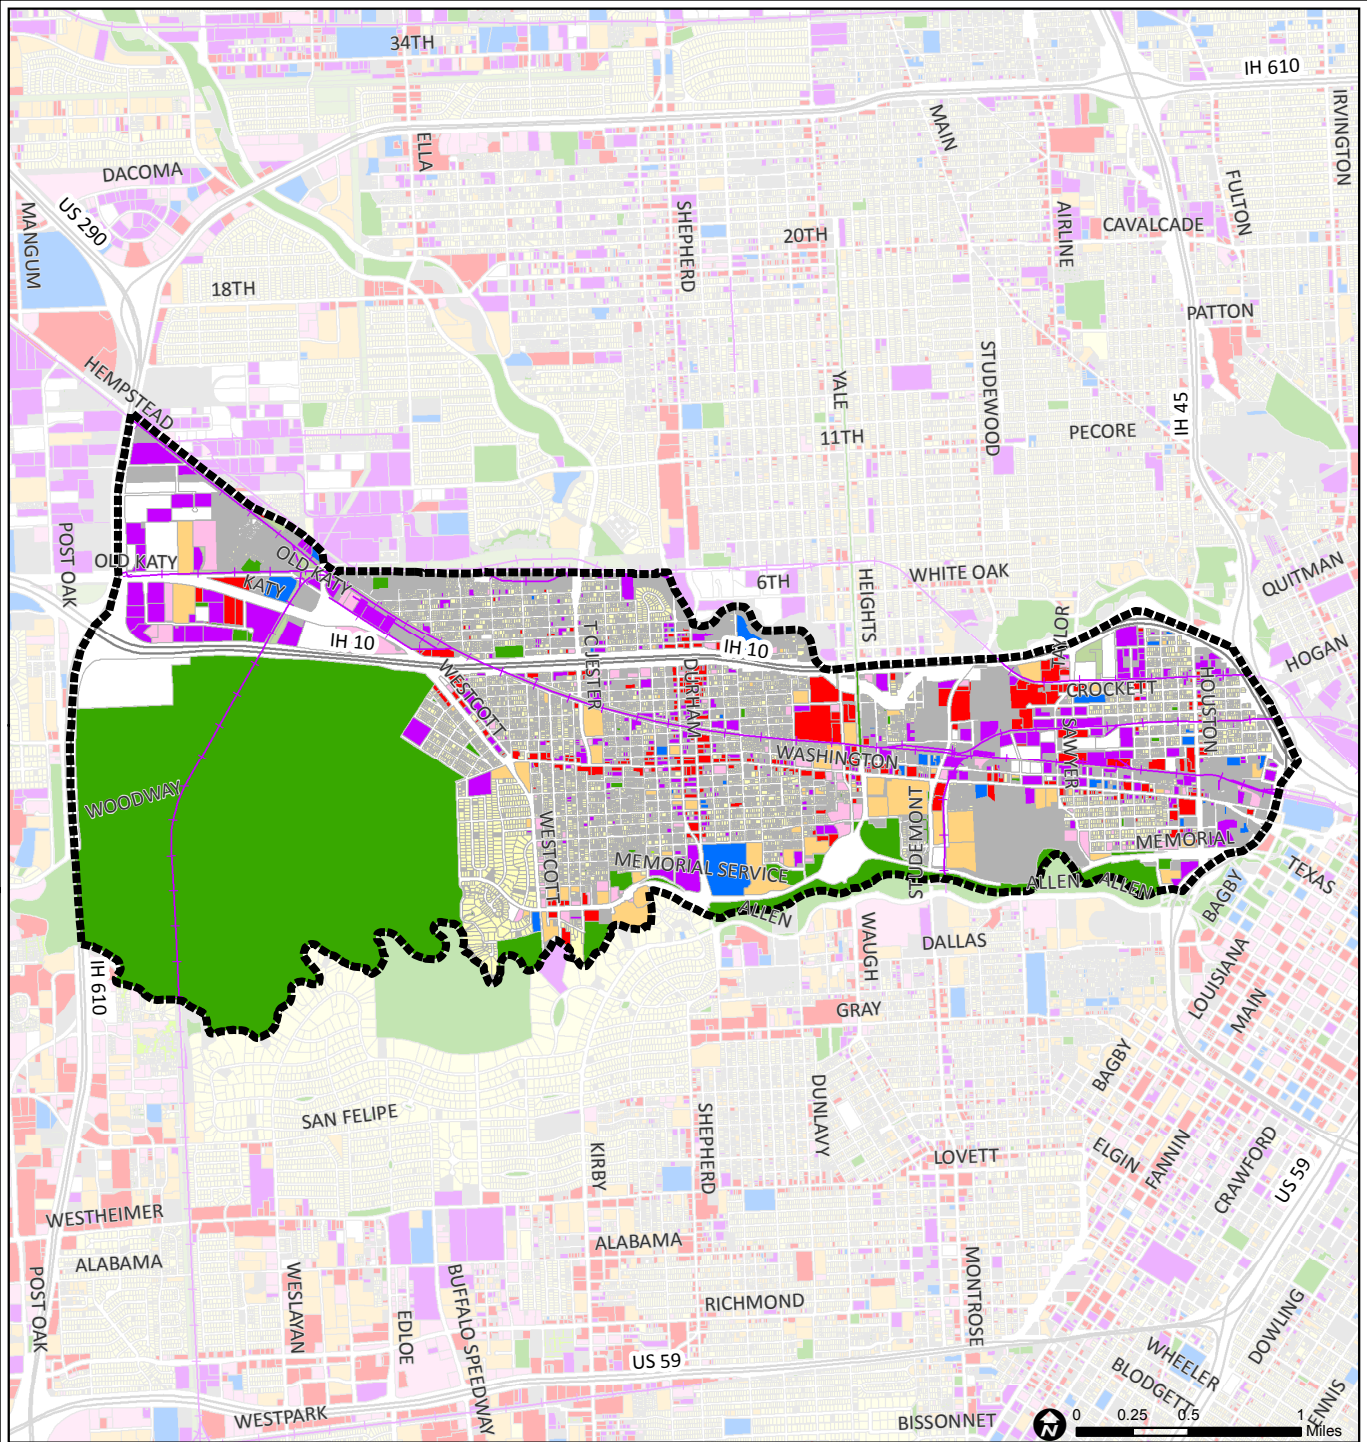 34TH
IH 610
IRVINGTON
MAIN
ELLA
DACOMA
FULTON
US 290
MANGUM
SHEPHERD
AIRLINE
CAVALCADE
20TH
18TH
PATTON
STUDEWOOD
HEMPSTEAD
YALE
IH 45
11TH
PECORE
POST OAK
OLD KATY
OLD KATY
KATY
6TH
HEIGHTS
WHITE OAK
QUITMAN
TAYLOR
HOGAN
IH 10
T C JESTER
IH 10
WESTCOTT
DURHAM
CROCKETT
HOUSTON
SAWYER
WASHINGTON
WOODWAY
WESTCOTT
STUDEMONT
MEMORIAL
MEMORIAL SERVICE
ALLEN
ALLEN
ALLEN
BAGBY
TEXAS
WAUGH
DALLAS
IH 610
LOUISIANA
MAIN
GRAY
BAGBY
DUNLAVY
SAN FELIPE
SHEPHERD
KIRBY
LOVETT
ELGIN
FANNIN
CRAWFORD
US 59
WESTHEIMER
ALABAMA
ALABAMA
POST OAK
WESLAYAN
EDLOE
BUFFALO SPEEDWAY
RICHMOND
MONTROSE
DOWLING
US 59
WHEELER
BLODGETT
ENNIS
WESTPARK
BISSONNET
N
0 0.25 0.5 1
Miles